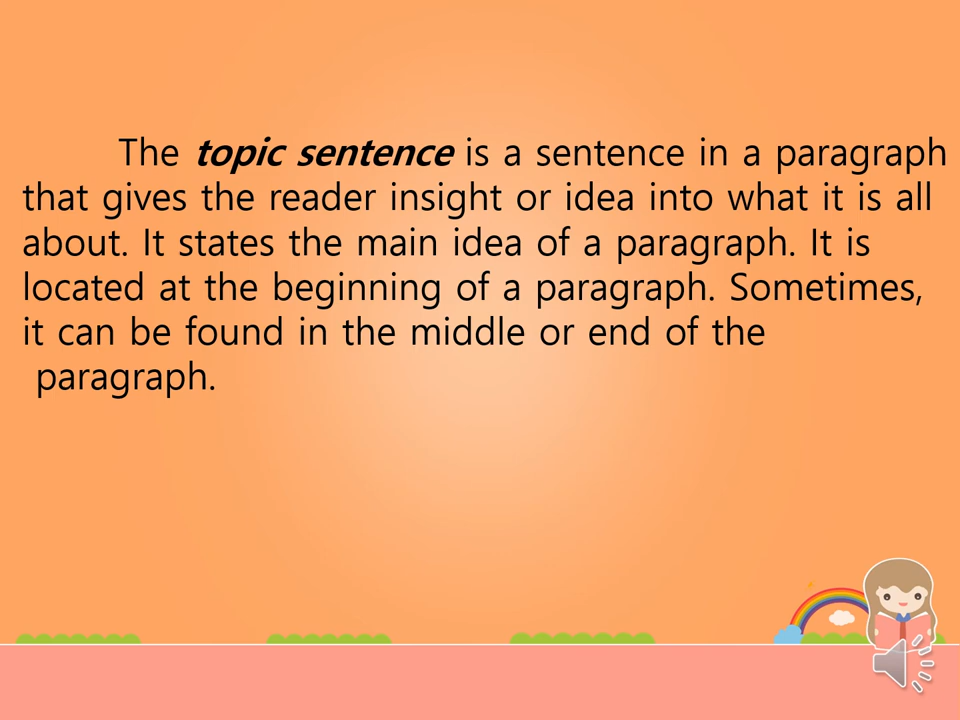 The topic sentence is a sentence in a paragraph
that gives the reader insight or idea into what it is all
about. It states the main idea of a paragraph. It is
located at the beginning of a paragraph. Sometimes,
it can be found in the middle or end of the
paragraph.